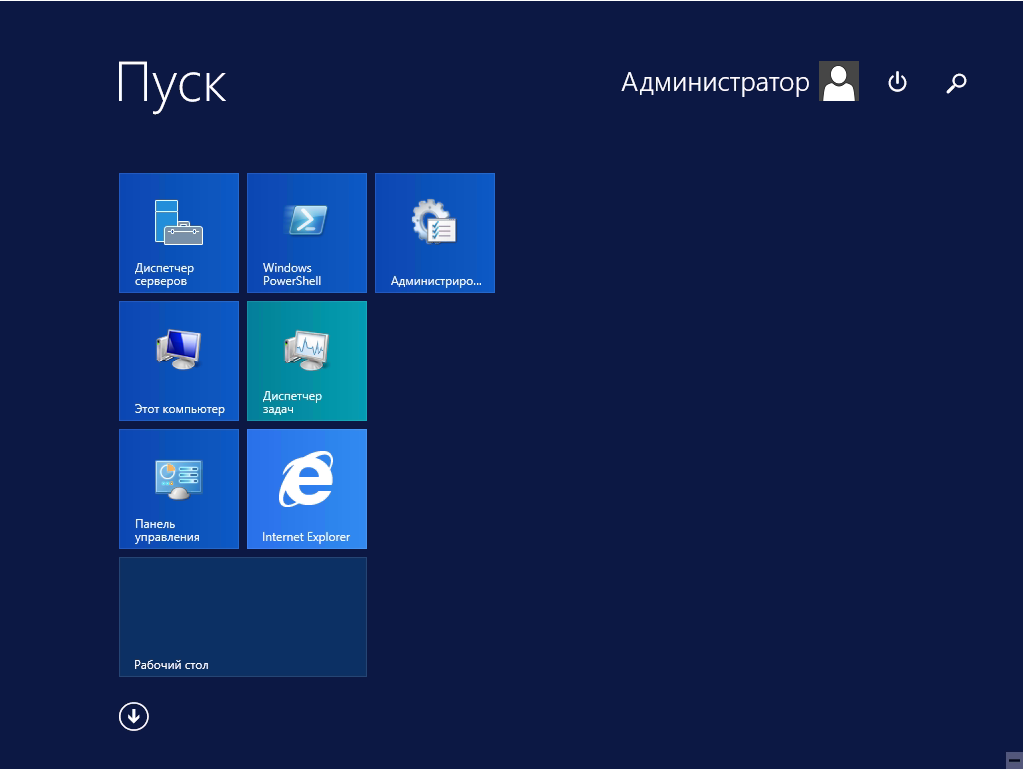 Пуск
Администратор
Диспетчер
серверов
Windows
PowerShell
Администриро...
Этот компьютер
Диспетчер
задач
Панель
управления
Internet Explorer
Рабочий стол